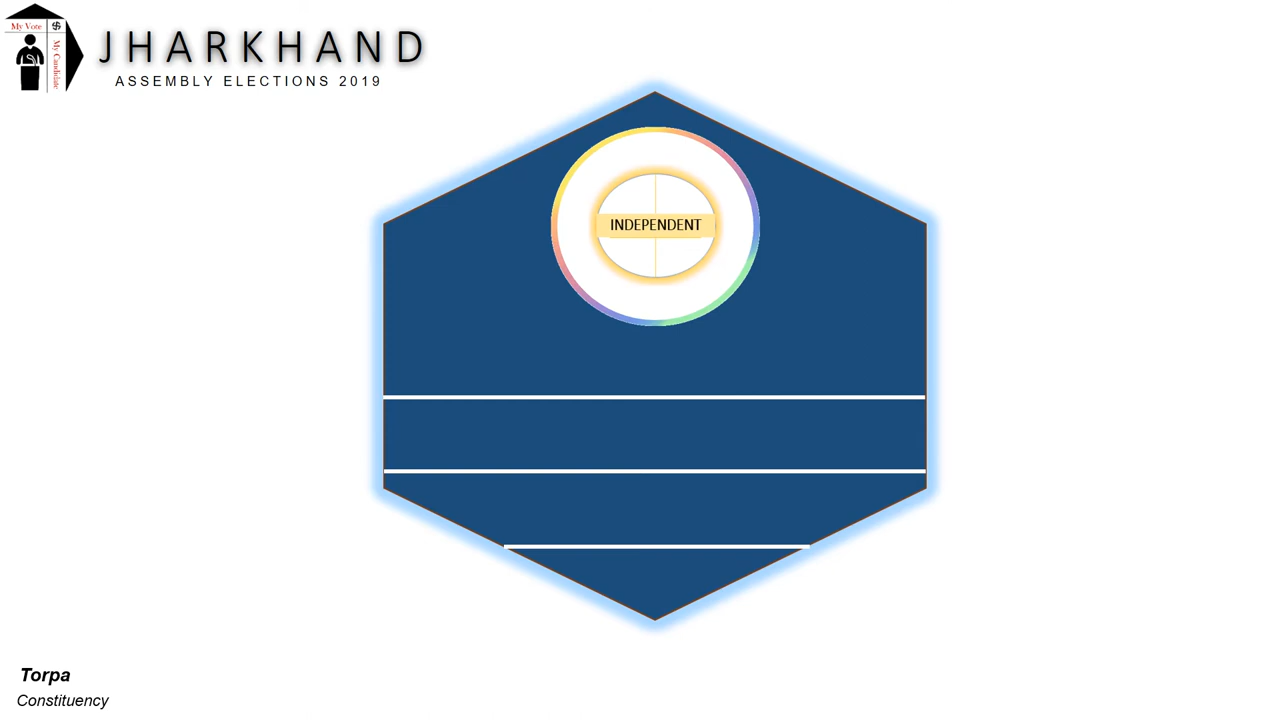 My Vote
My Candidate
JHARKHAND
ASSEMBLY ELECTIONS 2019
INDEPENDENT
Torpa
Constituency